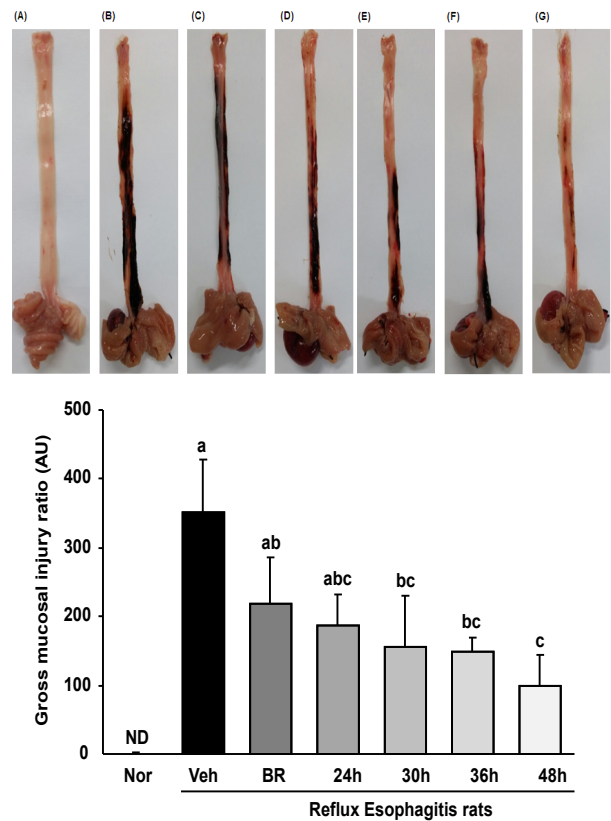 (A) (B) (C) (D) (E) (F) (G)
Gross mucosal injury ratio (AU)
500
400
300
200
100
0
ND
a
ab
abc
bc
bc
c
Nor Veh BR 24h 30h 36h 48h
Reflux Esophagitis rats